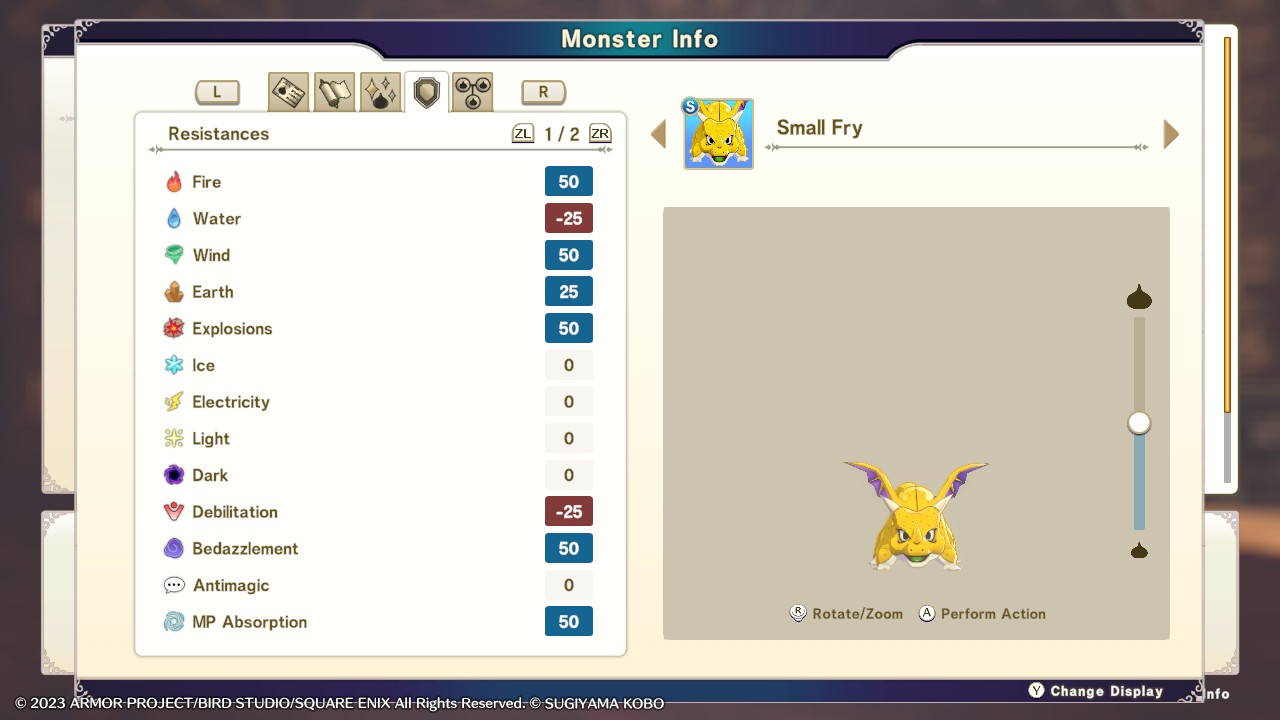 Monster Info
L R
Resistances ZL 1 / 2 ZR
S Small Fry
Fire 50
Water -25
Wind 50
Earth 25
Explosions 50
Ice 0
Electricity 0
Light 0
Dark 0
Debilitation -25
Bedazzlement 50
Antimagic 0
MP Absorption 50
R Rotate/Zoom A Perform Action
Y Change Display
nfo
© 2023 ARMOR PROJECT/BIRD STUDIO/SQUARE ENIX All Rights Reserved. © SUGIYAMA KOBO